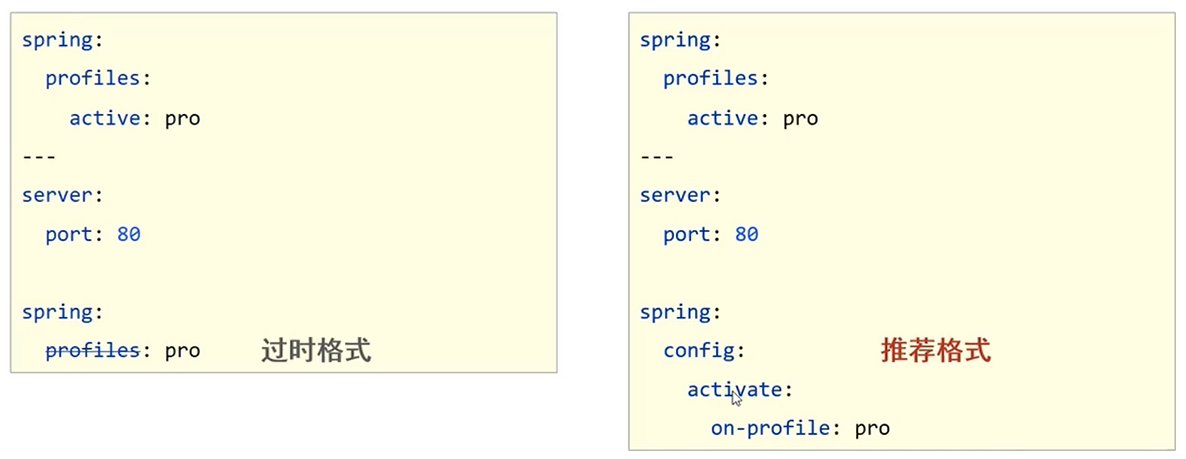 spring:
  profiles:
    active: pro
---
server:
  port: 80

spring:
  profiles: pro 过时格式
spring:
  profiles:
    active: pro
---
server:
  port: 80

spring:
  config: 推荐格式
    activate:
      on-profile: pro